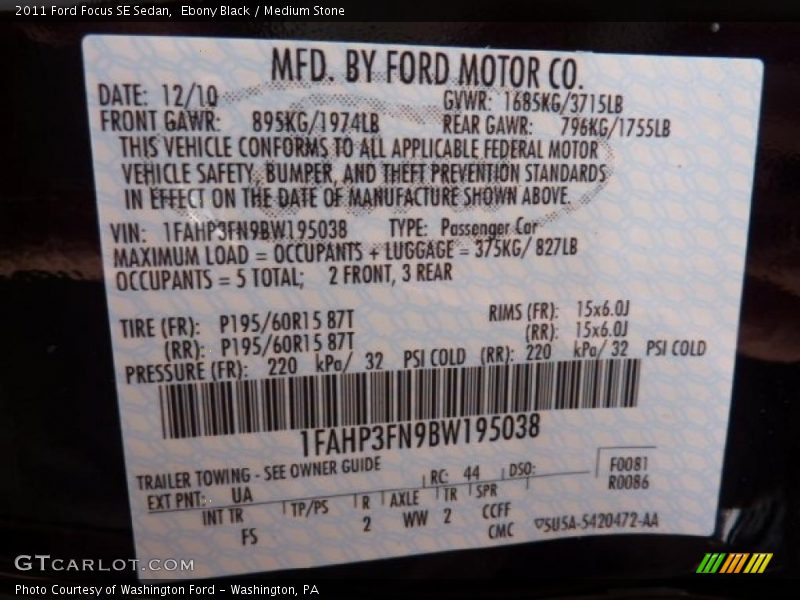 2011 Ford Focus SE Sedan,  Ebony Black / Medium Stone
MFD. BY FORD MOTOR CO.
DATE: 12/10 GVWR: 1685KG/3715LB
FRONT GAWR: 895KG/1974LB REAR GAWR: 796KG/1755LB
THIS VEHICLE CONFORMS TO ALL APPLICABLE FEDERAL MOTOR
VEHICLE SAFETY, BUMPER, AND THEFT PREVENTION STANDARDS
IN EFFECT ON THE DATE OF MANUFACTURE SHOWN ABOVE.
VIN: 1FAHP3FN9BW195038 TYPE: Passenger Car
MAXIMUM LOAD = OCCUPANTS + LUGGAGE = 375KG/ 827LB
OCCUPANTS = 5 TOTAL; 2 FRONT, 3 REAR
TIRE (FR): P195/60R15 87T RIMS (FR): 15x6.0J
(RR): P195/60R15 87T (RR): 15x6.0J
PRESSURE (FR): 220 kPa/ 32 PSI COLD (RR): 220 kPa/ 32 PSI COLD
1FAHP3FN9BW195038
TRAILER TOWING - SEE OWNER GUIDE RC: 44 DSO: F0081
EXT PNT: UA R0086
INT TR TP/PS R AXLE TR SPR
FS 2 WW 2 CCFF
CMC ▽5U5A-5420472-AA
GTCARLOT.COM
Photo Courtesy of Washington Ford - Washington, PA